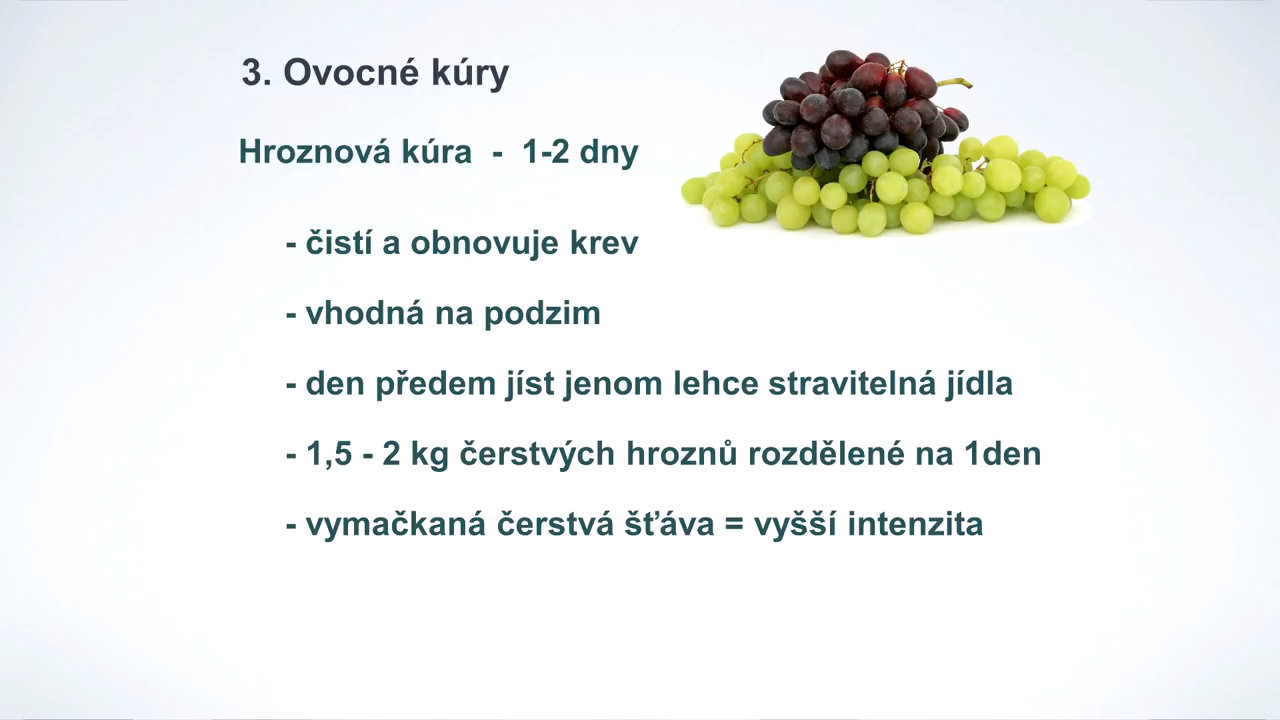 3. Ovocné kúry
Hroznová kúra - 1-2 dny
- čistí a obnovuje krev
- vhodná na podzim
- den předem jíst jenom lehce stravitelná jídla
- 1,5 - 2 kg čerstvých hroznů rozdělené na 1den
- vymačkaná čerstvá šťáva = vyšší intenzita